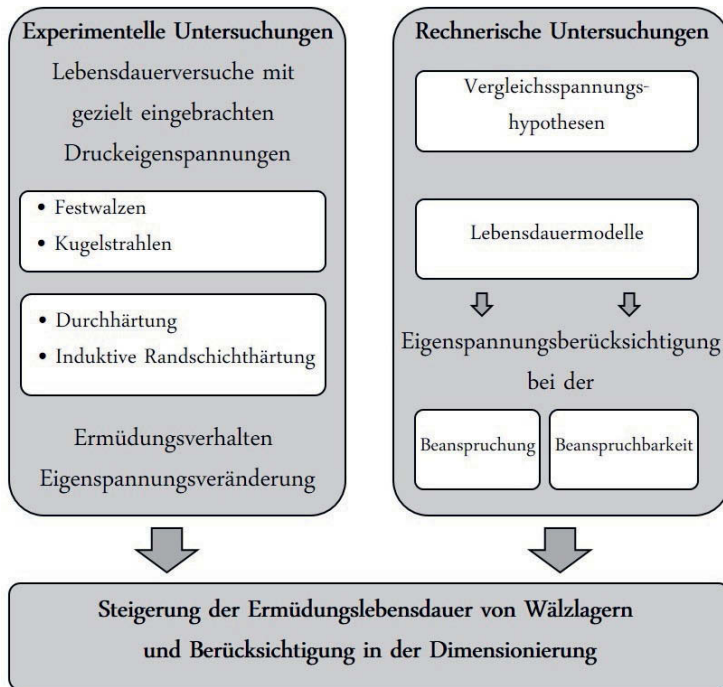 Experimentelle Untersuchungen
Lebensdauerversuche mit
gezielt eingebrachten
Druckeigenspannungen
• Festwalzen
• Kugelstrahlen
• Durchhärtung
• Induktive Randschichthärtung
Ermüdungsverhalten
Eigenspannungsveränderung
Rechnerische Untersuchungen
Vergleichsspannungs-
hypothesen
Lebensdauermodelle
Eigenspannungsberücksichtigung
bei der
Beanspruchung
Beanspruchbarkeit
Steigerung der Ermüdungslebensdauer von Wälzlagern
und Berücksichtigung in der Dimensionierung